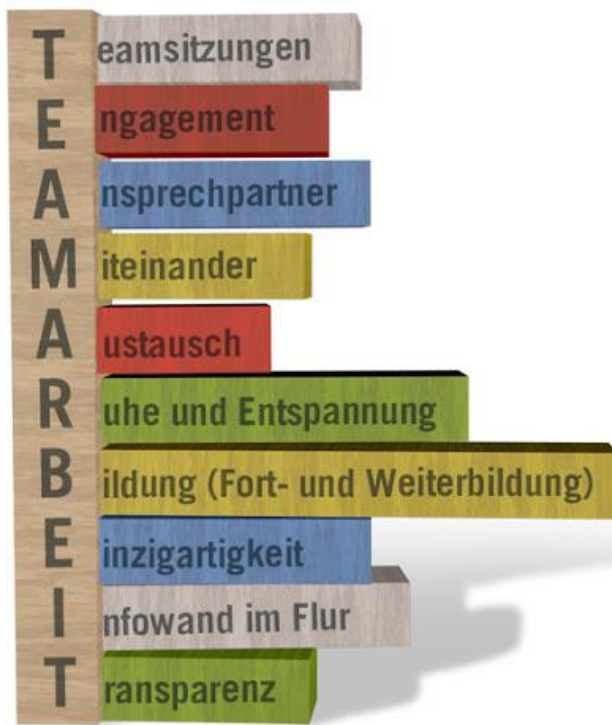 Teamsitzungen
Engagement
Ansprechpartner
Miteinander
Austausch
Ruhe und Entspannung
Bildung (Fort- und Weiterbildung)
Einzigartigkeit
Infowand im Flur
Transparenz